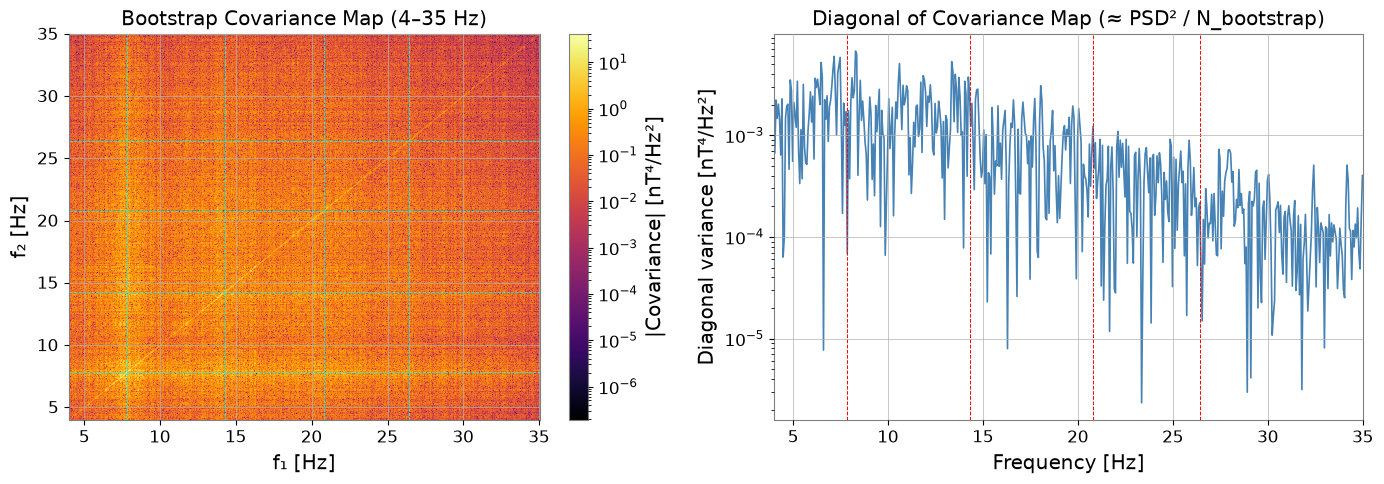 Bootstrap Covariance Map (4–35 Hz)
35
30
25
20
15
10
5
f₂ [Hz]
5 10 15 20 25 30 35
f₁ [Hz]
10¹
10⁰
10⁻¹
10⁻²
10⁻³
10⁻⁴
10⁻⁵
10⁻⁶
|Covariance| [nT⁴/Hz²]
Diagonal of Covariance Map (≈ PSD² / N_bootstrap)
10⁻³
10⁻⁴
10⁻⁵
Diagonal variance [nT⁴/Hz²]
5 10 15 20 25 30 35
Frequency [Hz]